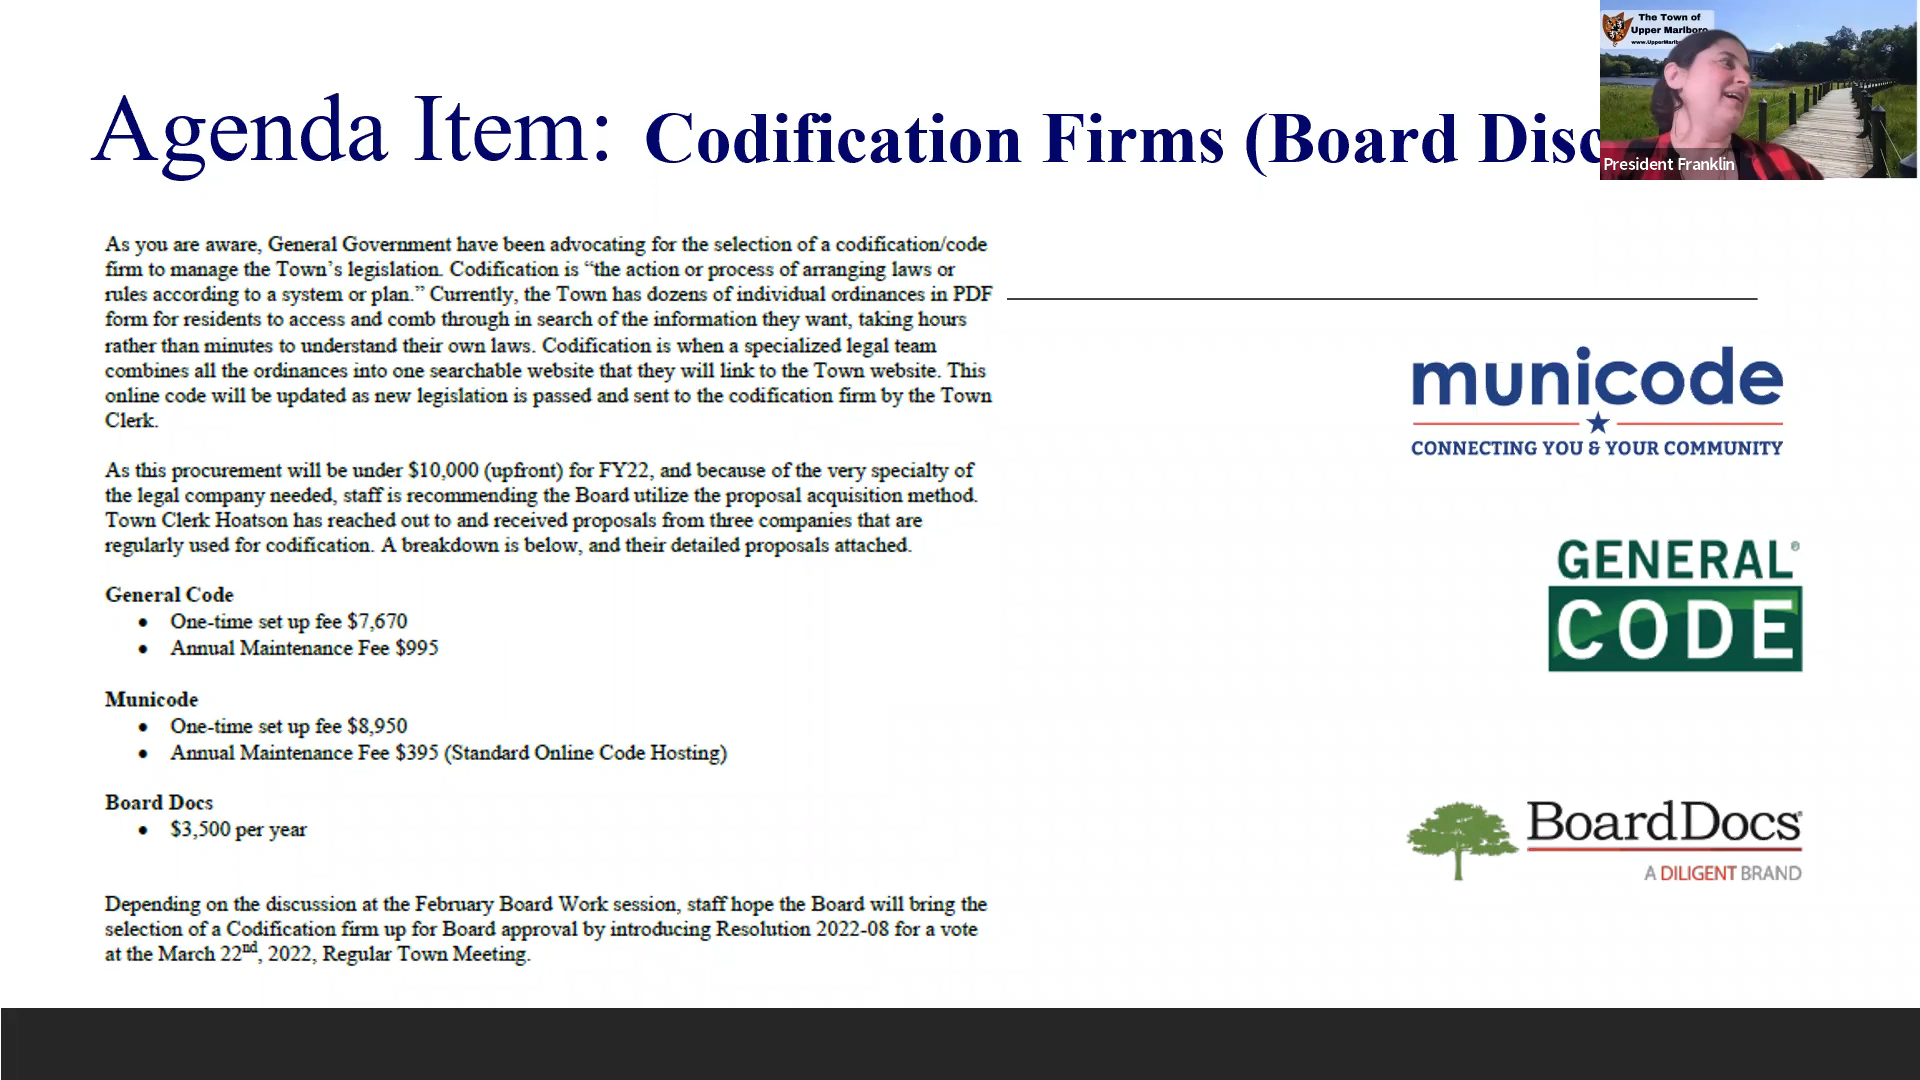 The Town of
Upper Marlboro
Agenda Item: Codification Firms (Board Disc
President Franklin
As you are aware, General Government have been advocating for the selection of a codification/code
firm to manage the Town's legislation. Codification is “the action or process of arranging laws or
rules according to a system or plan.” Currently, the Town has dozens of individual ordinances in PDF
form for residents to access and comb through in search of the information they want, taking hours
rather than minutes to understand their own laws. Codification is when a specialized legal team
combines all the ordinances into one searchable website that they will link to the Town website. This
online code will be updated as new legislation is passed and sent to the codification firm by the Town
Clerk.
As this procurement will be under $10,000 (upfront) for FY22, and because of the very specialty of
the legal company needed, staff is recommending the Board utilize the proposal acquisition method.
Town Clerk Hoatson has reached out to and received proposals from three companies that are
regularly used for codification. A breakdown is below, and their detailed proposals attached.
General Code
• One-time set up fee $7,670
• Annual Maintenance Fee $995
Municode
• One-time set up fee $8,950
• Annual Maintenance Fee $395 (Standard Online Code Hosting)
Board Docs
• $3,500 per year
Depending on the discussion at the February Board Work session, staff hope the Board will bring the
selection of a Codification firm up for Board approval by introducing Resolution 2022-08 for a vote
at the March 22nd, 2022, Regular Town Meeting.
municode
CONNECTING YOU & YOUR COMMUNITY
GENERAL®
CODE
BoardDocs®
A DILIGENT BRAND